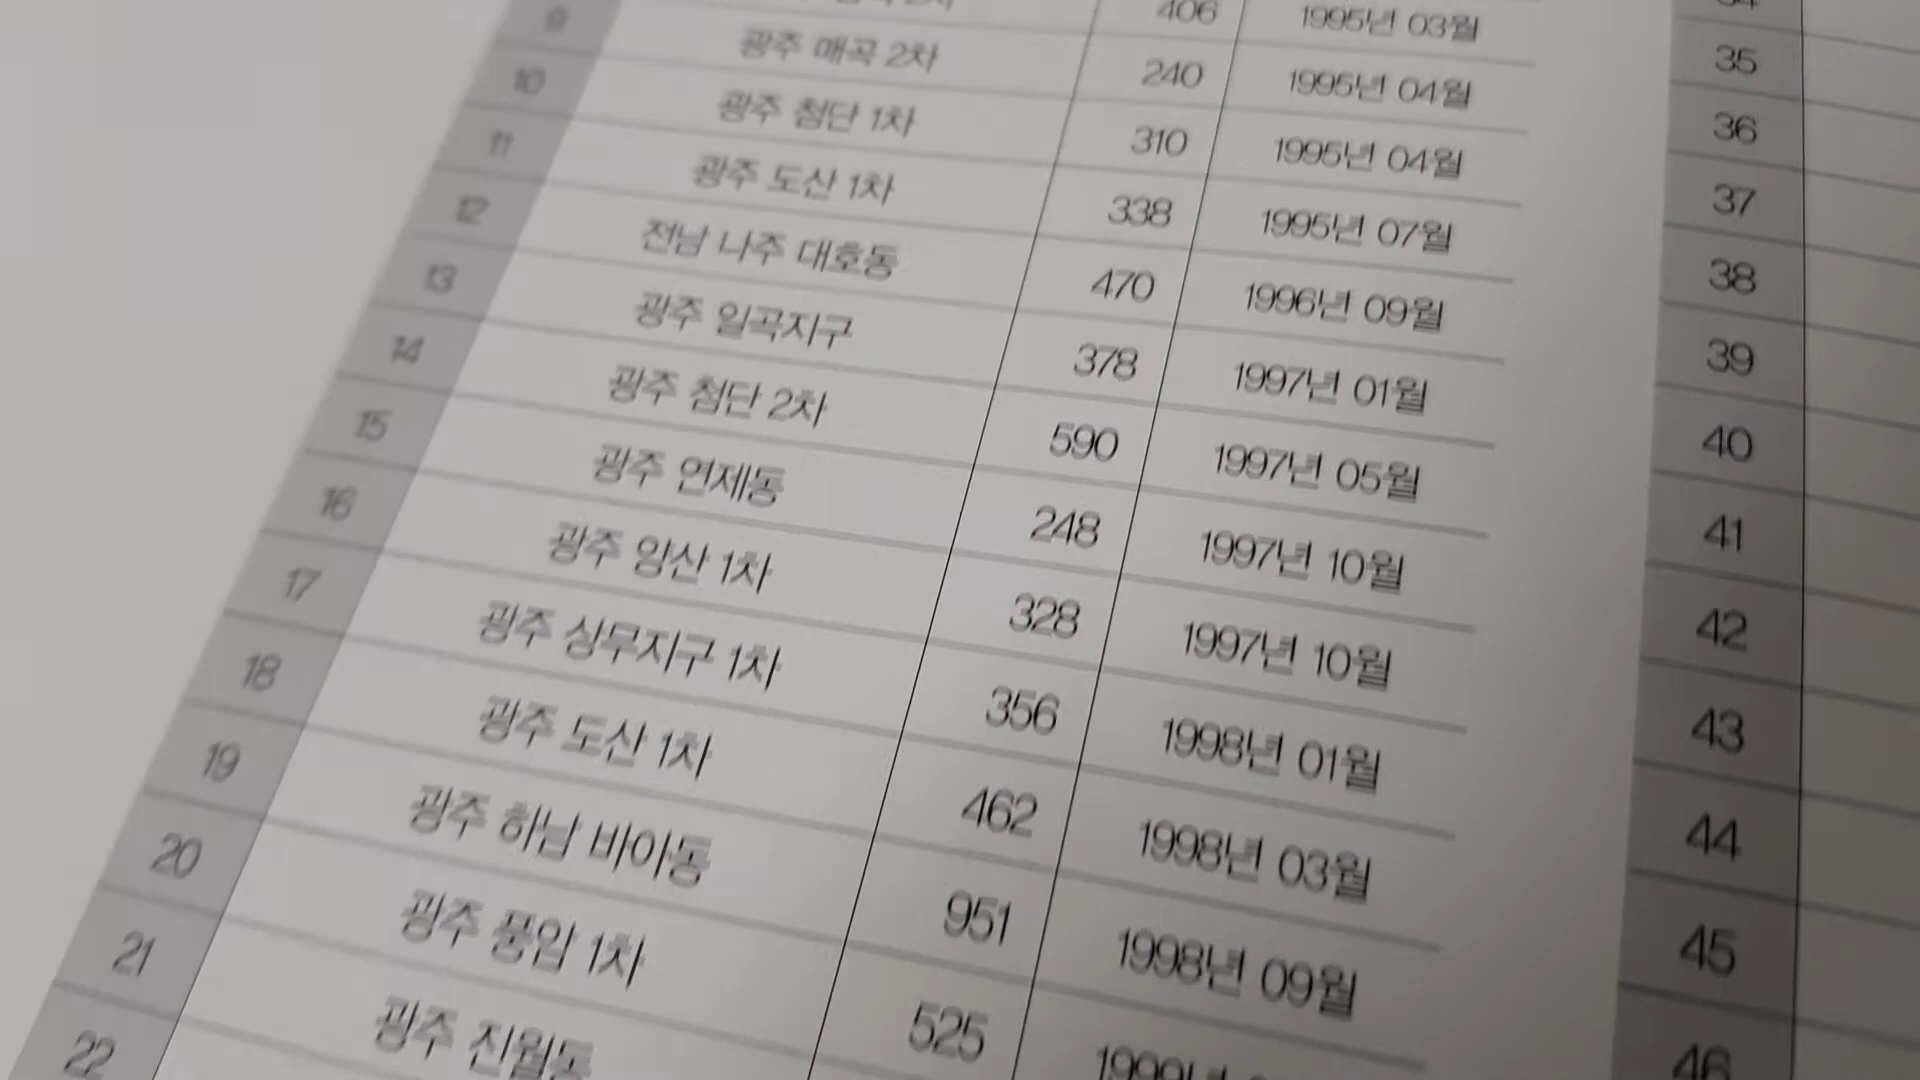 406 1995년 03월
9 광주 매곡 2차 240 1995년 04월
10 광주 첨단 1차 310 1995년 04월
11 광주 도산 1차 338 1995년 07월
12 전남 나주 대호동 470 1996년 09월
13 광주 일곡지구 378 1997년 01월
14 광주 첨단 2차 590 1997년 05월
15 광주 연제동 248 1997년 10월
16 광주 양산 1차 328 1997년 10월
17 광주 상무지구 1차 356 1998년 01월
18 광주 도산 1차 462 1998년 03월
19 광주 하남 비아동 951 1998년 09월
20 광주 풍암 1차 525 1999년
21 광주 진월동
22
35
36
37
38
39
40
41
42
43
44
45
46